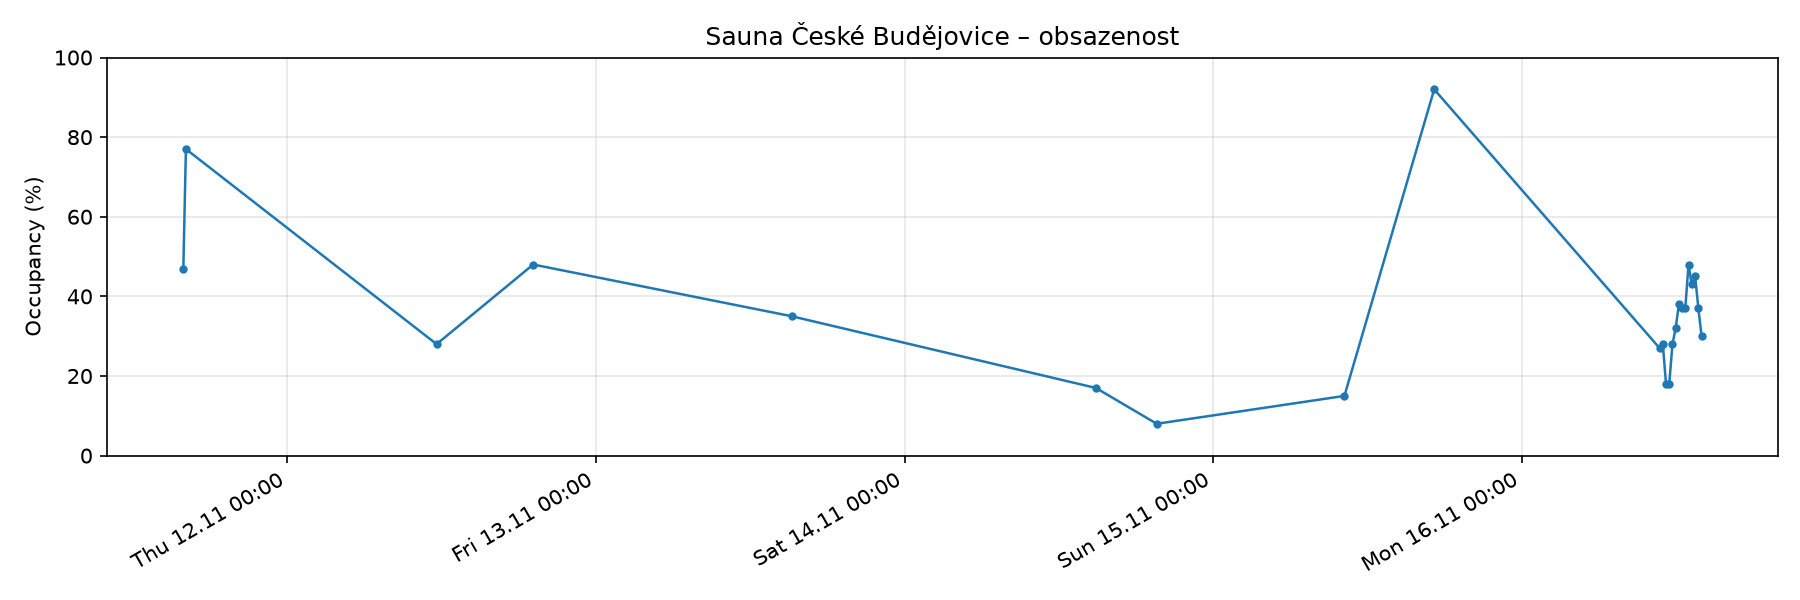 Sauna České Budějovice – obsazenost
Occupancy (%)
100
80
60
40
20
0
Thu 12.11 00:00
Fri 13.11 00:00
Sat 14.11 00:00
Sun 15.11 00:00
Mon 16.11 00:00